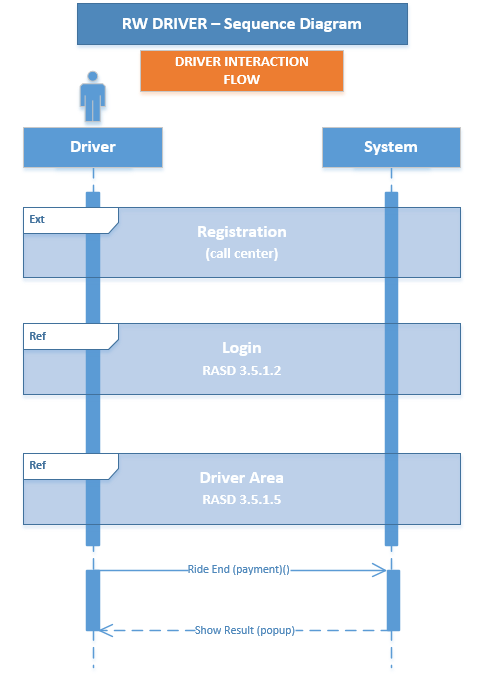 RW DRIVER – Sequence Diagram
DRIVER INTERACTION
FLOW
Driver
System
Ext
Registration
(call center)
Ref
Login
RASD 3.5.1.2
Ref
Driver Area
RASD 3.5.1.5
Ride End (payment)()
Show Result (popup)